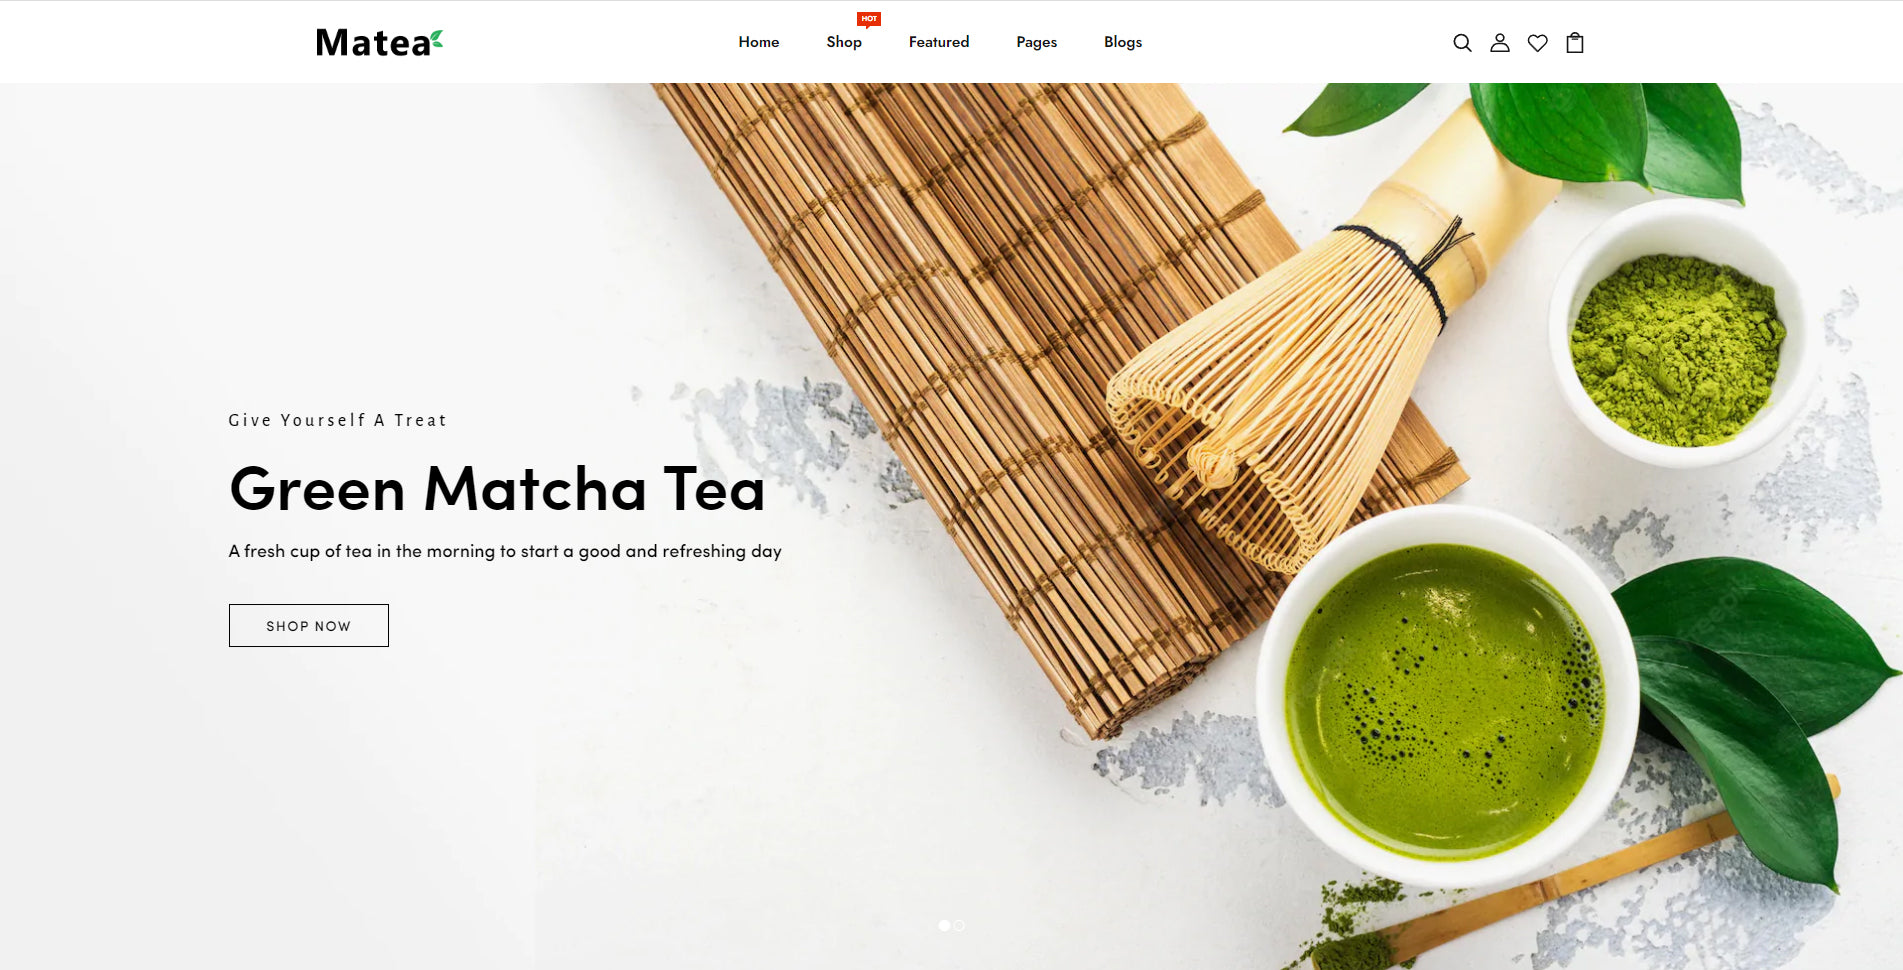 Matea
HOT
Home Shop Featured Pages Blogs
Give Yourself A Treat
Green Matcha Tea
A fresh cup of tea in the morning to start a good and refreshing day
SHOP NOW